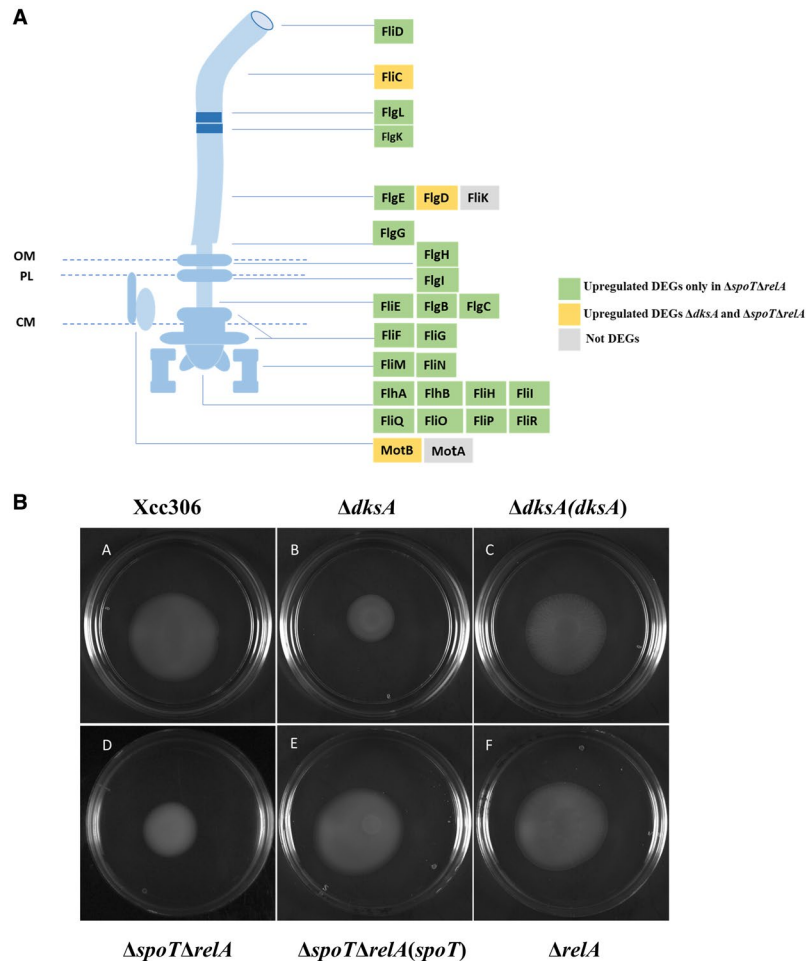 A
FliD
FliC
FlgL
FlgK
FlgE FlgD FliK
FlgG
OM
FlgH
PL
FlgI
Upregulated DEGs only in ΔspoTΔrelA
FliE FlgB FlgC
Upregulated DEGs ΔdksA and ΔspoTΔrelA
CM
FliF FliG
Not DEGs
FliM FliN
FlhA FlhB FliH FliI
FliQ FliO FliP FliR
MotB MotA
B
Xcc306 ΔdksA ΔdksA(dksA)
A B C
D E F
ΔspoTΔrelA ΔspoTΔrelA(spoT) ΔrelA